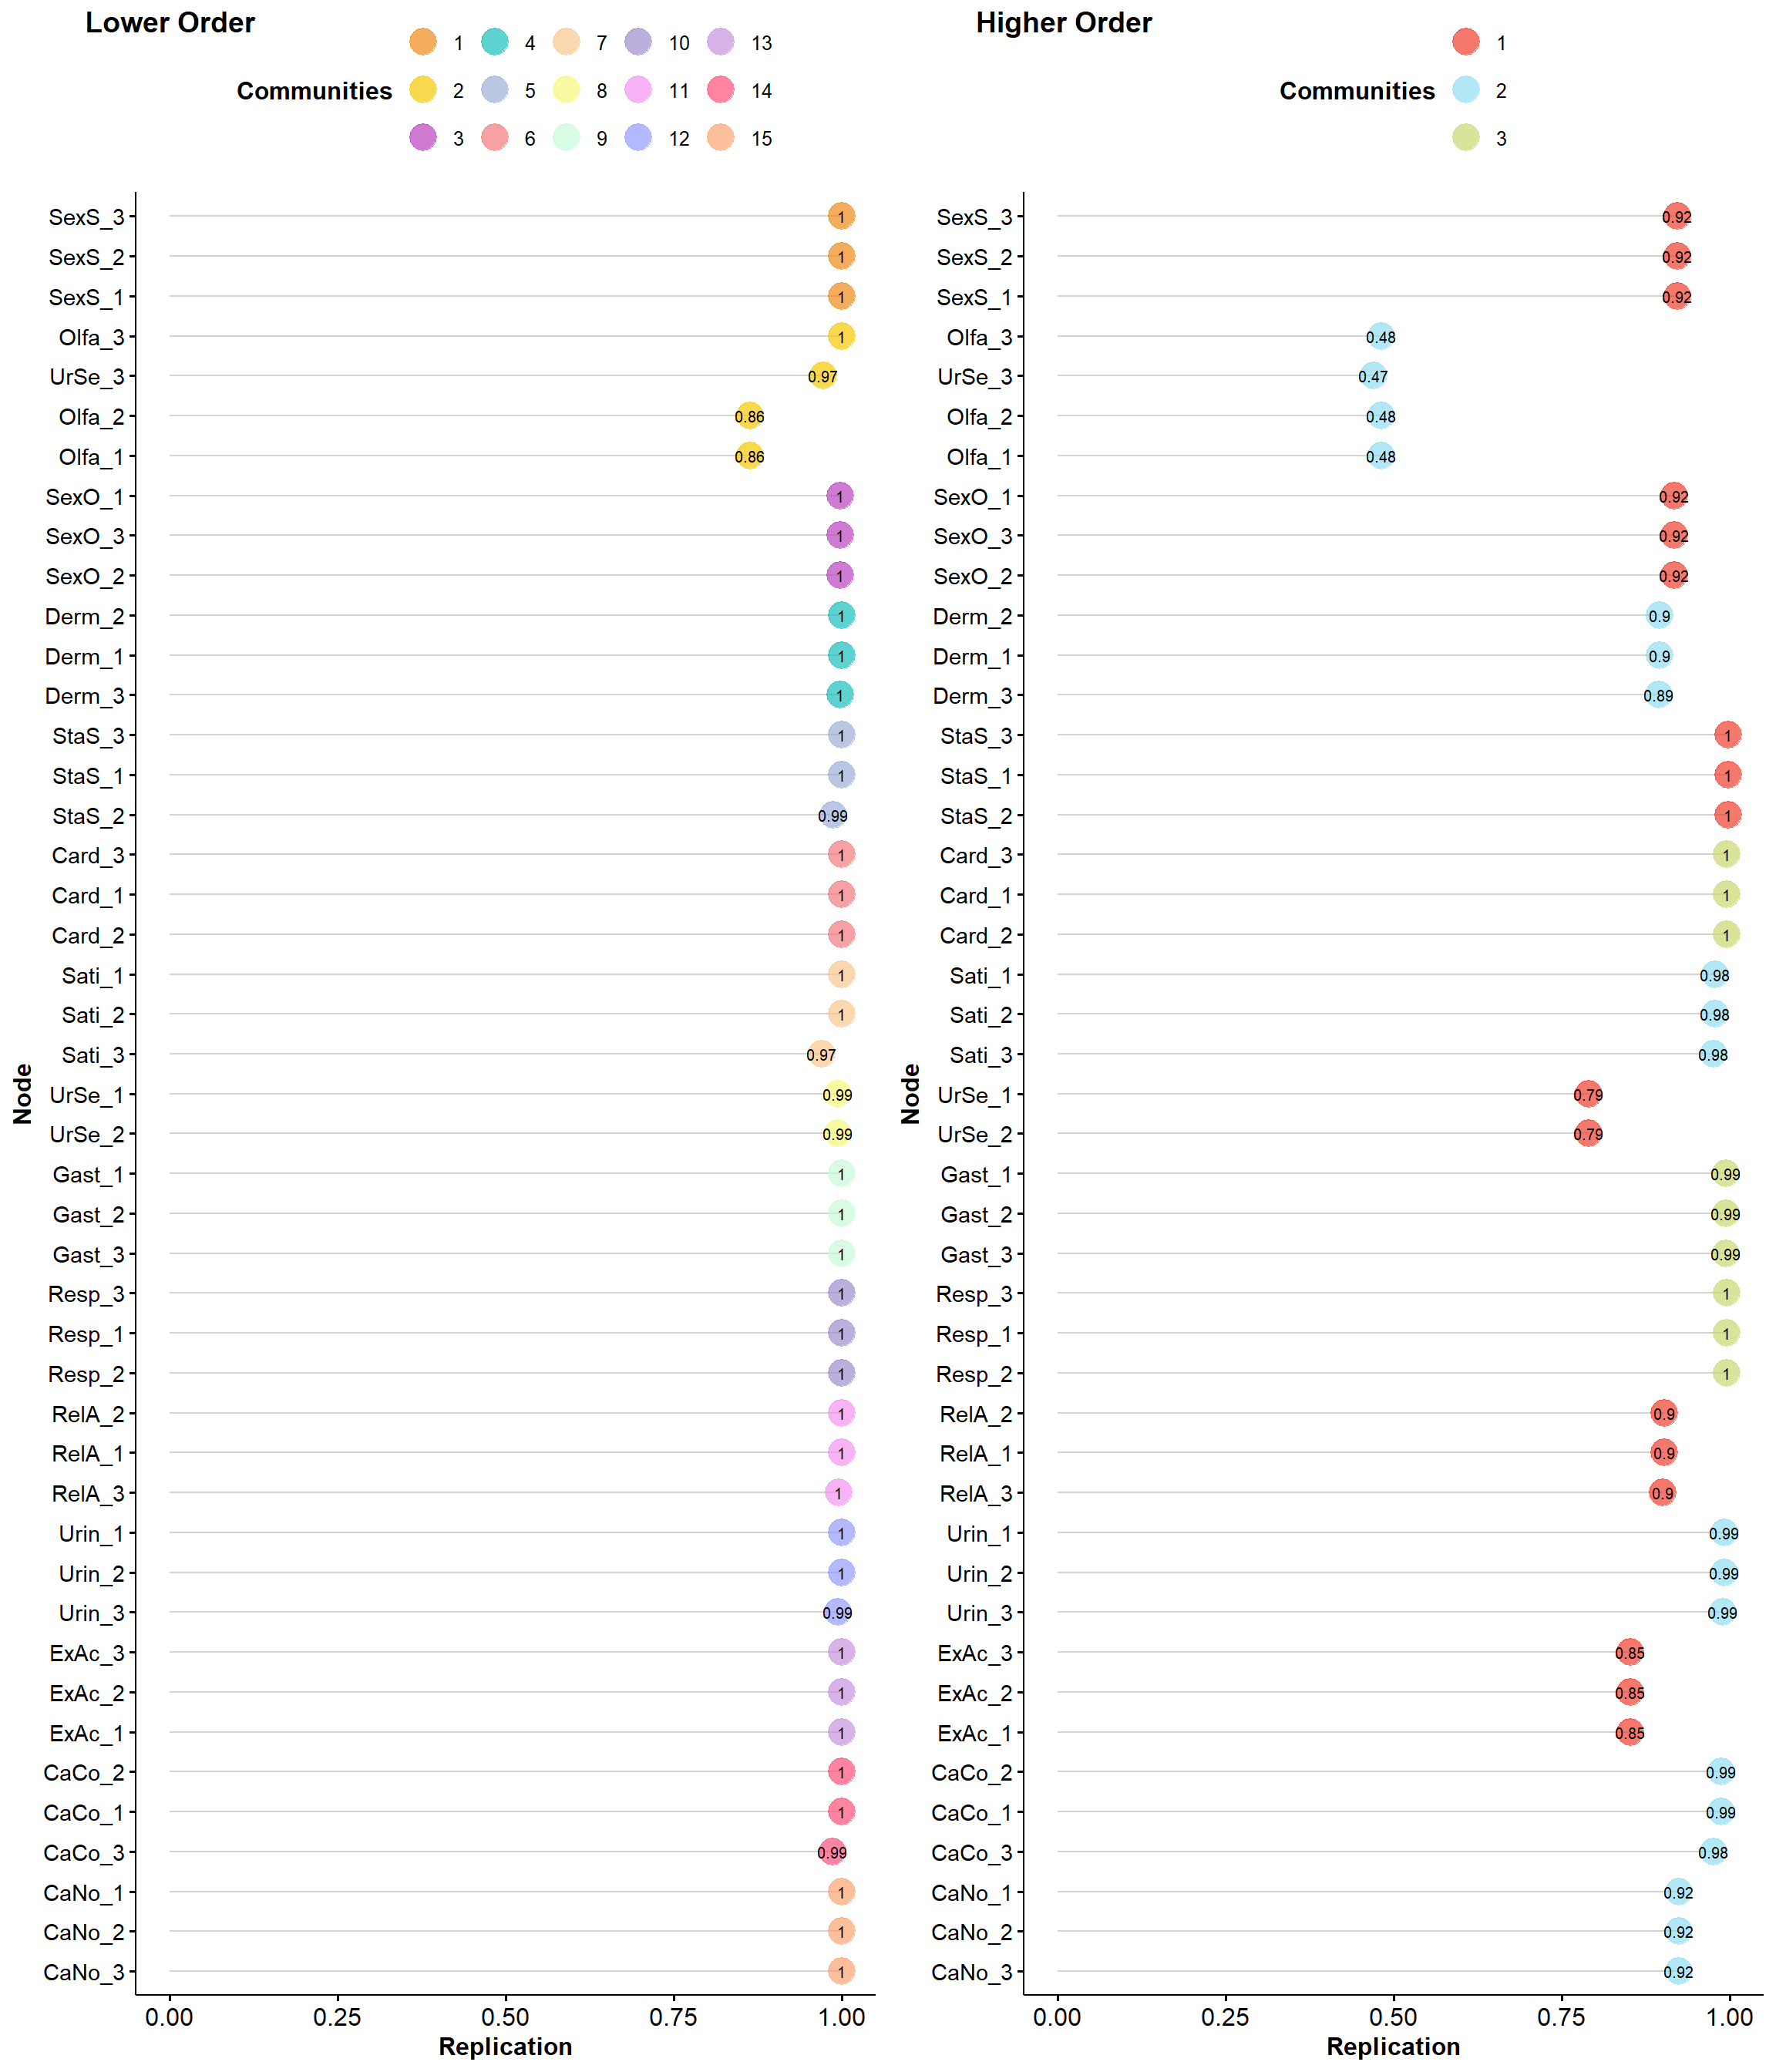 Lower Order
Communities
1 4 7 10 13
2 5 8 11 14
3 6 9 12 15
Node
SexS_3 1
SexS_2 1
SexS_1 1
Olfa_3 1
UrSe_3 0.97
Olfa_2 0.86
Olfa_1 0.86
SexO_1 1
SexO_3 1
SexO_2 1
Derm_2 1
Derm_1 1
Derm_3 1
StaS_3 1
StaS_1 1
StaS_2 0.99
Card_3 1
Card_1 1
Card_2 1
Sati_1 1
Sati_2 1
Sati_3 0.97
UrSe_1 0.99
UrSe_2 0.99
Gast_1 1
Gast_2 1
Gast_3 1
Resp_3 1
Resp_1 1
Resp_2 1
RelA_2 1
RelA_1 1
RelA_3 1
Urin_1 1
Urin_2 1
Urin_3 0.99
ExAc_3 1
ExAc_2 1
ExAc_1 1
CaCo_2 1
CaCo_1 1
CaCo_3 0.99
CaNo_1 1
CaNo_2 1
CaNo_3 1
0.00 0.25 0.50 0.75 1.00
Replication
Higher Order
Communities
1
2
3
Node
SexS_3 0.92
SexS_2 0.92
SexS_1 0.92
Olfa_3 0.48
UrSe_3 0.47
Olfa_2 0.48
Olfa_1 0.48
SexO_1 0.92
SexO_3 0.92
SexO_2 0.92
Derm_2 0.9
Derm_1 0.9
Derm_3 0.89
StaS_3 1
StaS_1 1
StaS_2 1
Card_3 1
Card_1 1
Card_2 1
Sati_1 0.98
Sati_2 0.98
Sati_3 0.98
UrSe_1 0.79
UrSe_2 0.79
Gast_1 0.99
Gast_2 0.99
Gast_3 0.99
Resp_3 1
Resp_1 1
Resp_2 1
RelA_2 0.9
RelA_1 0.9
RelA_3 0.9
Urin_1 0.99
Urin_2 0.99
Urin_3 0.99
ExAc_3 0.85
ExAc_2 0.85
ExAc_1 0.85
CaCo_2 0.99
CaCo_1 0.99
CaCo_3 0.98
CaNo_1 0.92
CaNo_2 0.92
CaNo_3 0.92
0.00 0.25 0.50 0.75 1.00
Replication